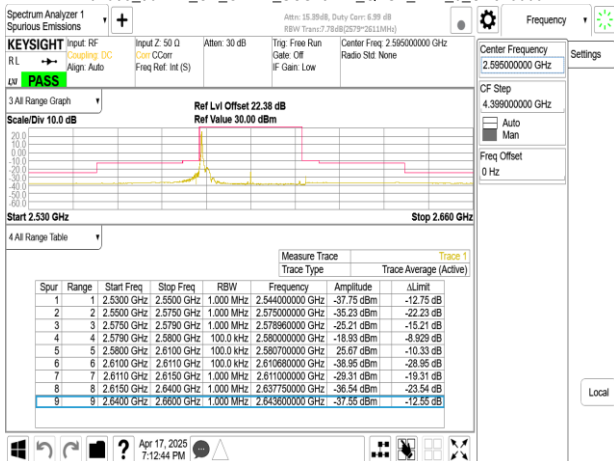 Spectrum Analyzer 1
Spurious Emissions
+
Attn: 15.39dB, Duty Corr: 6.99 dB
RBW Trans:7.78dB(2579~2611MHz)
Frequency
KEYSIGHT
RL
LXI
PASS
Input: RF
Coupling: DC
Align: Auto
Input Z: 50 Ω
Corr CCorr
Freq Ref: Int (S)
Atten: 30 dB
Trig: Free Run
Gate: Off
IF Gain: Low
Center Freq: 2.595000000 GHz
Radio Std: None
Center Frequency
2.595000000 GHz
Settings
CF Step
4.399000000 GHz
Auto
Man
Freq Offset
0 Hz
3 All Range Graph
Scale/Div 10.0 dB
Ref Lvl Offset 22.38 dB
Ref Value 30.00 dBm
20.0
10.0
0.00
-10.0
-20.0
-30.0
-40.0
-50.0
-60.0
Start 2.530 GHz
Stop 2.660 GHz
4 All Range Table
Measure Trace Trace 1
Trace Type Trace Average (Active)
Spur Range Start Freq Stop Freq RBW Frequency Amplitude ΔLimit
1 1 2.5300 GHz 2.5500 GHz 1.000 MHz 2.544000000 GHz -37.75 dBm -12.75 dB
2 2 2.5500 GHz 2.5750 GHz 1.000 MHz 2.575000000 GHz -35.23 dBm -22.23 dB
3 3 2.5750 GHz 2.5790 GHz 1.000 MHz 2.578960000 GHz -25.21 dBm -15.21 dB
4 4 2.5790 GHz 2.5800 GHz 100.0 kHz 2.580000000 GHz -18.93 dBm -8.929 dB
5 5 2.5800 GHz 2.6100 GHz 100.0 kHz 2.580700000 GHz 25.67 dBm -10.33 dB
6 6 2.6100 GHz 2.6110 GHz 100.0 kHz 2.610680000 GHz -38.95 dBm -28.95 dB
7 7 2.6110 GHz 2.6150 GHz 1.000 MHz 2.611000000 GHz -29.31 dBm -19.31 dB
8 8 2.6150 GHz 2.6400 GHz 1.000 MHz 2.637750000 GHz -36.54 dBm -23.54 dB
9 9 2.6400 GHz 2.6600 GHz 1.000 MHz 2.643600000 GHz -37.55 dBm -12.55 dB
Local
?
Apr 17, 2025
7:12:44 PM